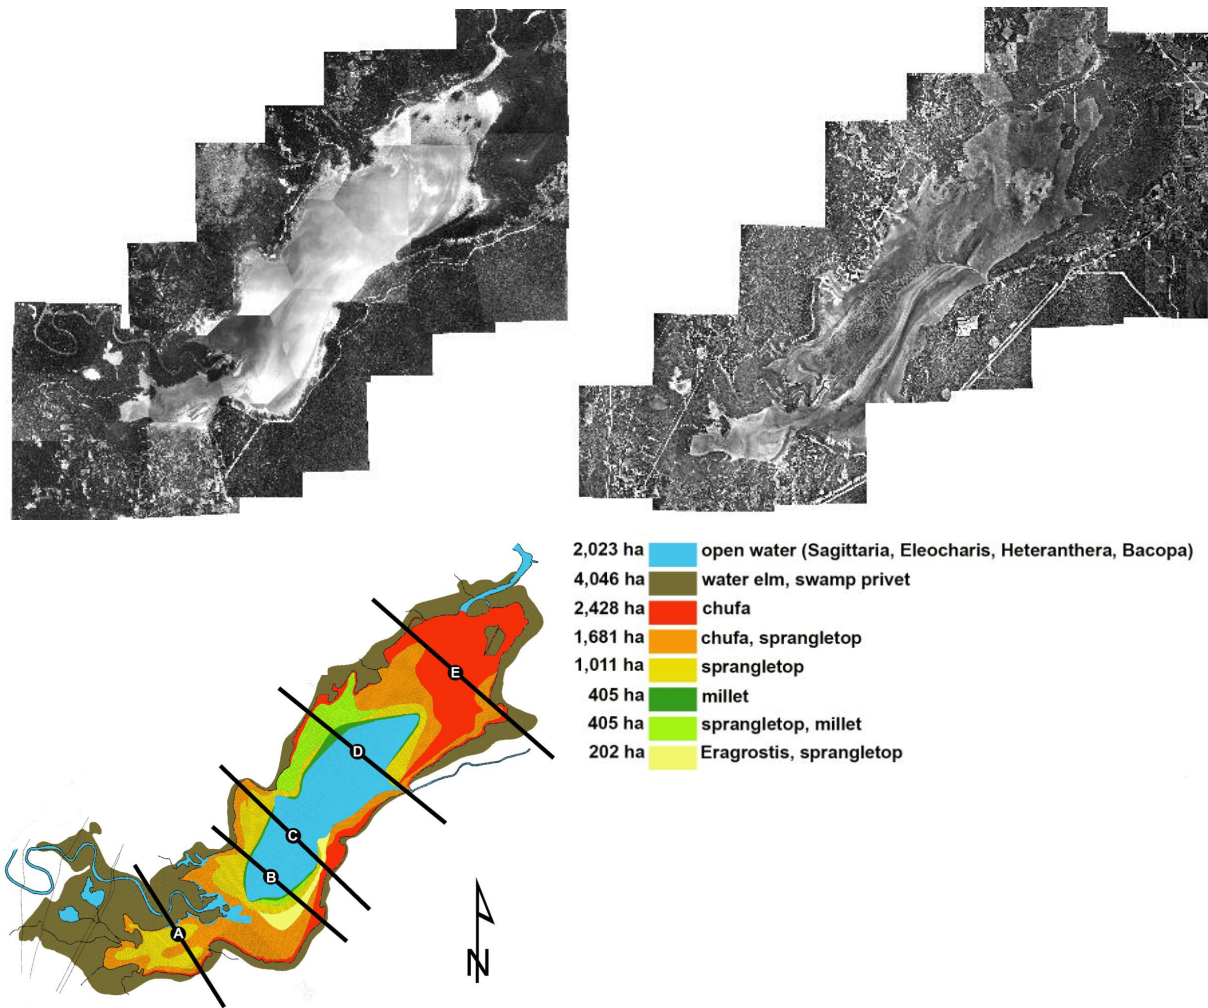 2,023 ha open water (Sagittaria, Eleocharis, Heteranthera, Bacopa)
4,046 ha water elm, swamp privet
2,428 ha chufa
1,681 ha chufa, sprangletop
1,011 ha sprangletop
405 ha millet
405 ha sprangletop, millet
202 ha Eragrostis, sprangletop
E
D
C
B
A
N